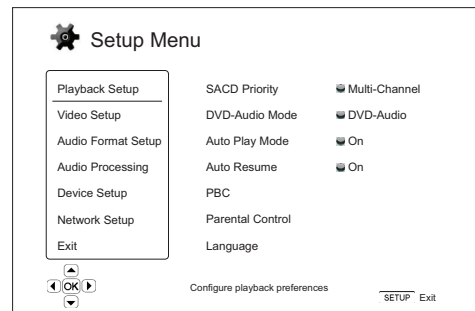 Setup Menu
Playback Setup SACD Priority Multi-Channel
Video Setup DVD-Audio Mode DVD-Audio
Audio Format Setup Auto Play Mode On
Audio Processing Auto Resume On
Device Setup PBC
Network Setup Parental Control
Exit Language
OK Configure playback preferences SETUP Exit